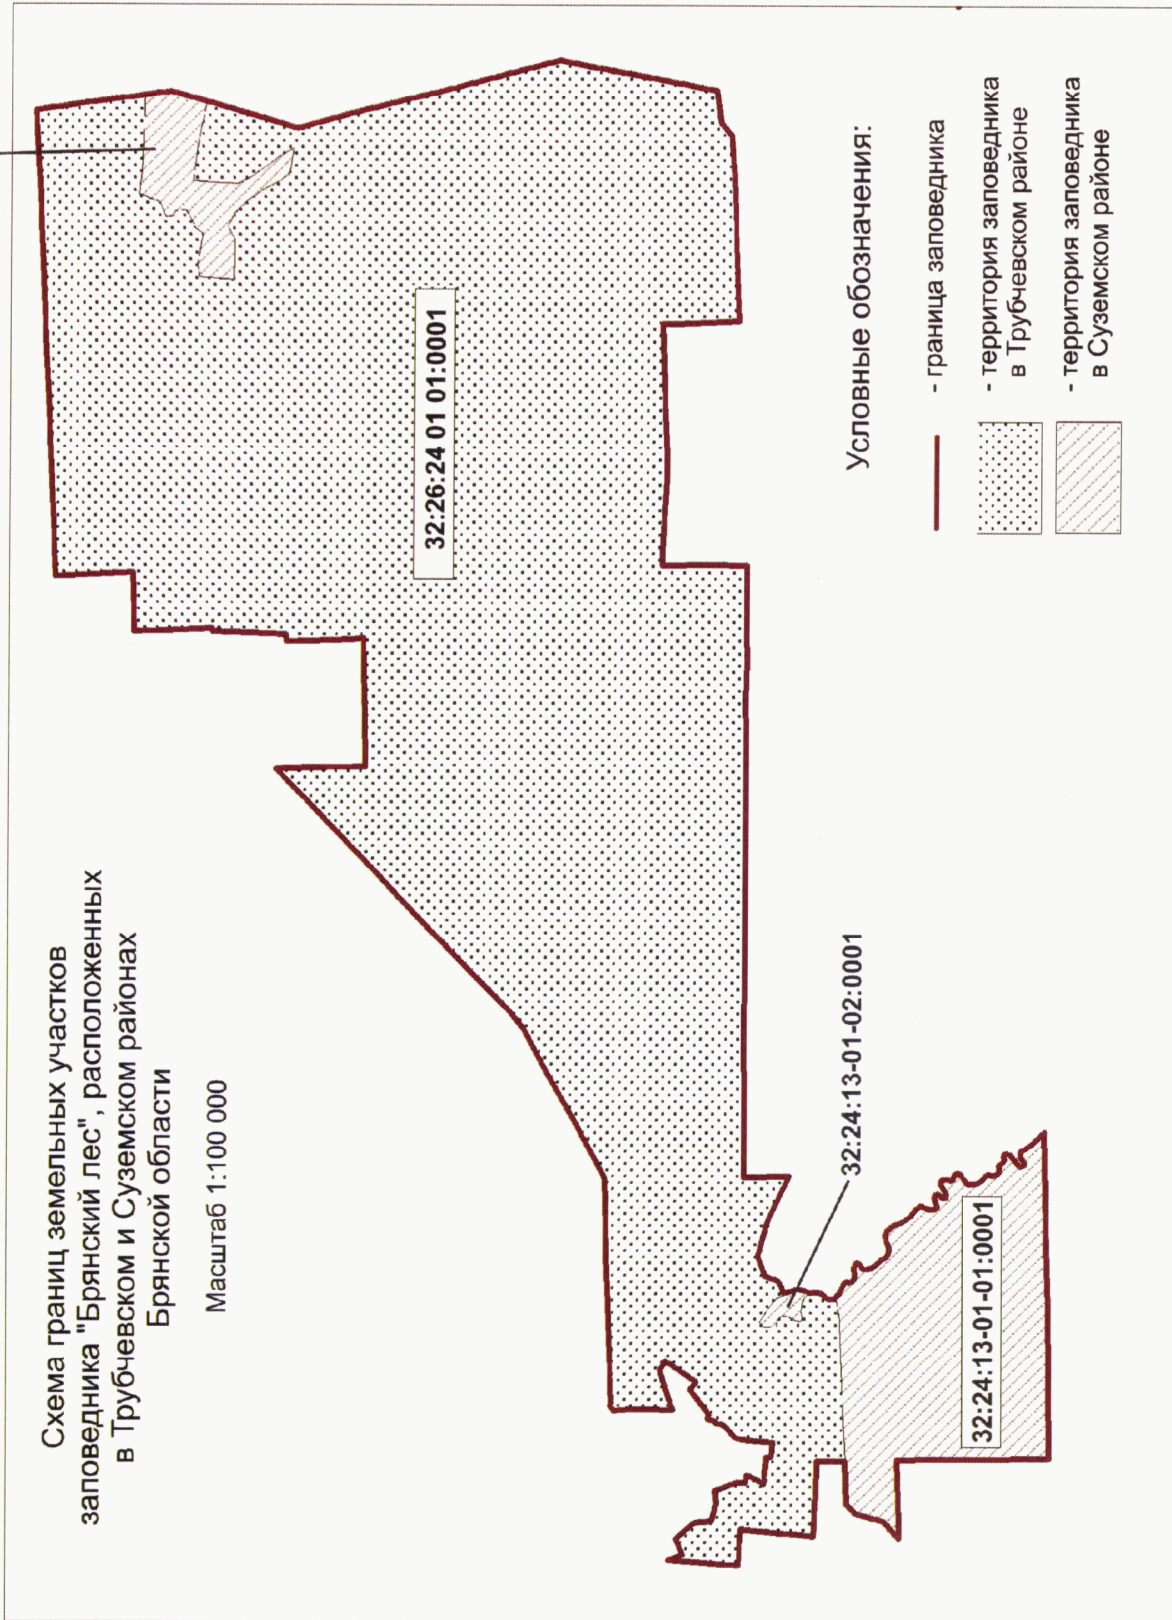 Схема границ земельных участков
заповедника "Брянский лес", расположенных
в Трубчевском и Суземском районах
Брянской области
Масштаб 1:100 000
32:26:24 01 01:0001
32:24:13-01-02:0001
32:24:13-01-01:0001
Условные обозначения:
- граница заповедника
- территория заповедника
в Трубчевском районе
- территория заповедника
в Суземском районе